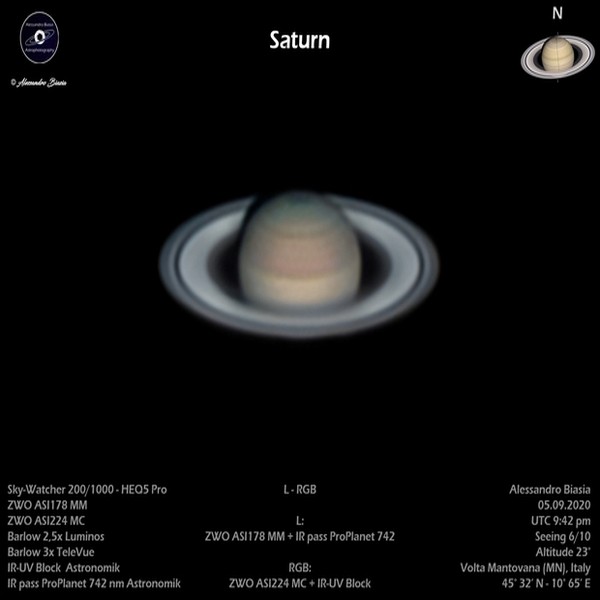 Alessandro Biasia
Astrophotography
© Alessandro Biasia
Saturn
N
Sky-Watcher 200/1000 - HEQ5 Pro
ZWO ASI178 MM
ZWO ASI224 MC
Barlow 2,5x Luminos
Barlow 3x TeleVue
IR-UV Block Astronomik
IR pass ProPlanet 742 nm Astronomik
L - RGB
L:
ZWO ASI178 MM + IR pass ProPlanet 742
RGB:
ZWO ASI224 MC + IR-UV Block
Alessandro Biasia
05.09.2020
UTC 9:42 pm
Seeing 6/10
Altitude 23°
Volta Mantovana (MN), Italy
45° 32' N - 10° 65' E